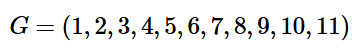 G = (1, 2, 3, 4, 5, 6, 7, 8, 9, 10, 11)